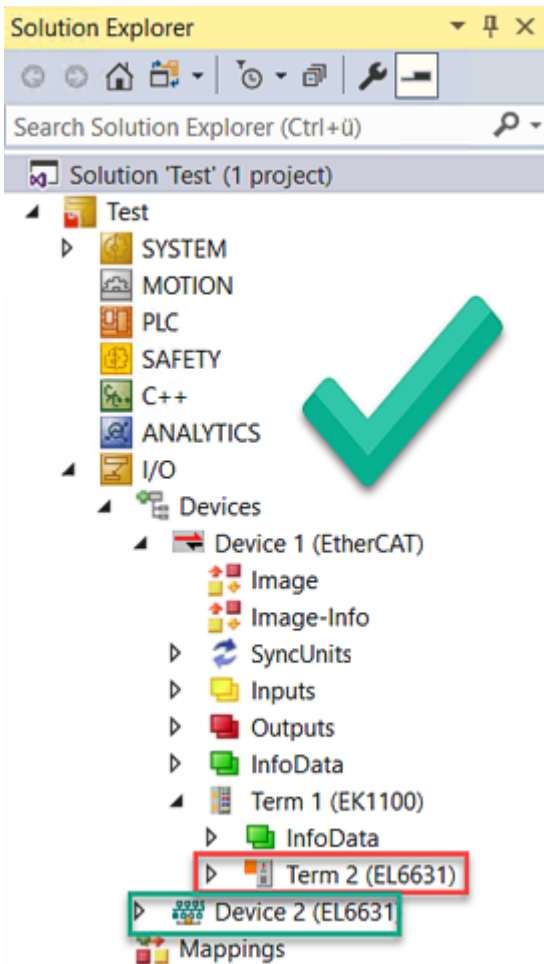 Solution Explorer
Search Solution Explorer (Ctrl+ü)
Solution 'Test' (1 project)
Test
SYSTEM
MOTION
PLC
SAFETY
C++
ANALYTICS
I/O
Devices
Device 1 (EtherCAT)
Image
Image-Info
SyncUnits
Inputs
Outputs
InfoData
Term 1 (EK1100)
InfoData
Term 2 (EL6631)
Device 2 (EL6631
Mappings